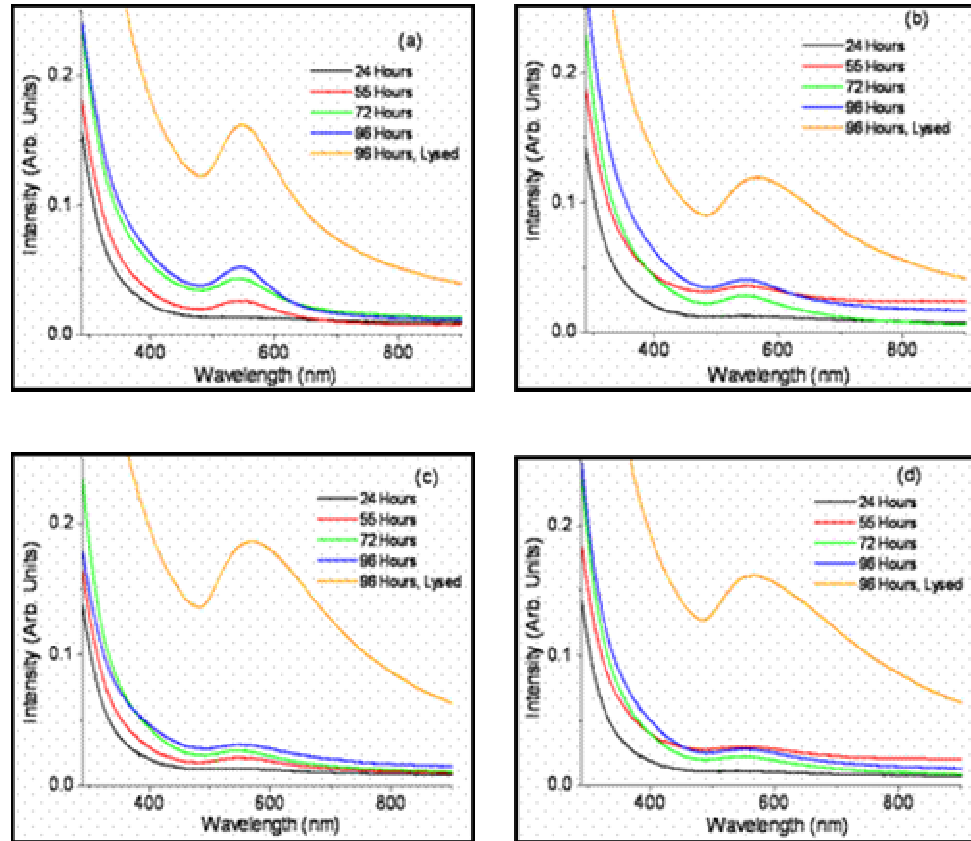 (a)
24 Hours
55 Hours
72 Hours
96 Hours
96 Hours, Lysed
0.2
0.1
0.0
400 600 800
Intensity (Arb. Units)
Wavelength (nm)
(b)
24 Hours
55 Hours
72 Hours
96 Hours
96 Hours, Lysed
0.2
0.1
0.0
400 600 800
Intensity (Arb. Units)
Wavelength (nm)
(c)
24 Hours
55 Hours
72 Hours
96 Hours
96 Hours, Lysed
0.2
0.1
0.0
400 600 800
Intensity (Arb. Units)
Wavelength (nm)
(d)
24 Hours
55 Hours
72 Hours
96 Hours
96 Hours, Lysed
0.2
0.1
0.0
400 600 800
Intensity (Arb. Units)
Wavelength (nm)